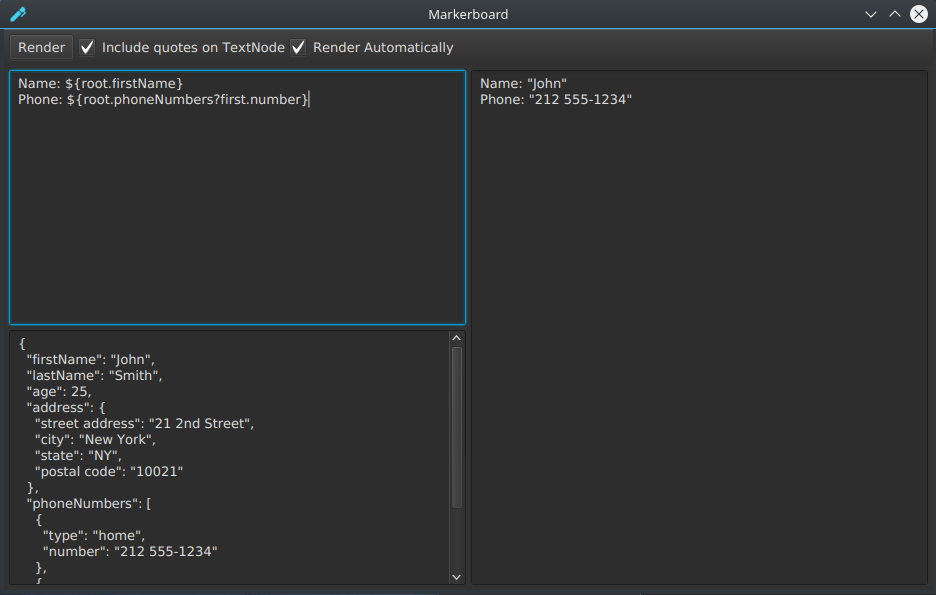 Markerboard
Render Include quotes on TextNode Render Automatically
Name: ${root.firstName}
Phone: ${root.phoneNumbers?first.number}
Name: "John"
Phone: "212 555-1234"
{
"firstName": "John",
"lastName": "Smith",
"age": 25,
"address": {
"street address": "21 2nd Street",
"city": "New York",
"state": "NY",
"postal code": "10021"
},
"phoneNumbers": [
{
"type": "home",
"number": "212 555-1234"
},
{